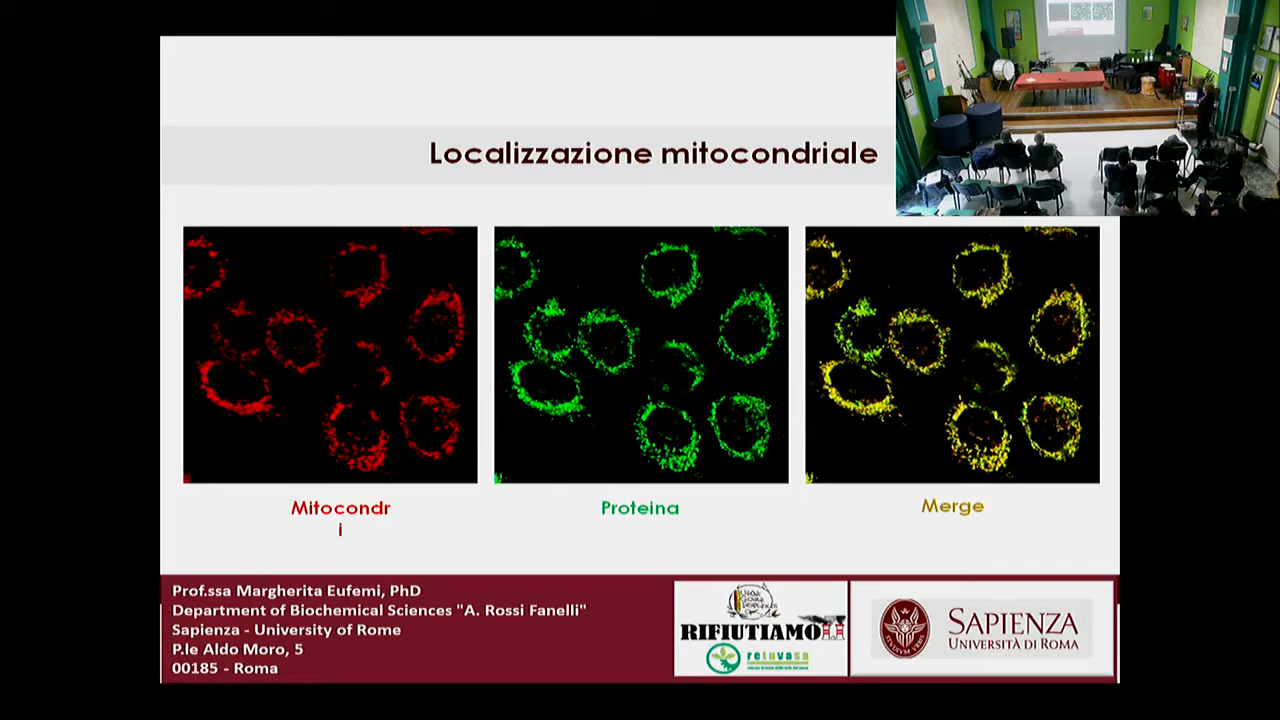 Localizzazione mitocondriale
Mitocondr
i
Proteina
Merge
Prof.ssa Margherita Eufemi, PhD
Department of Biochemical Sciences "A. Rossi Fanelli"
Sapienza - University of Rome
P.le Aldo Moro, 5
00185 - Roma
RIFIUTIAMOLI
retuvasa
SAPIENZA
UNIVERSITÀ DI ROMA